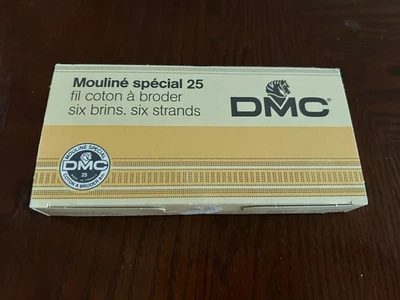 Mouliné spécial 25
fil coton à broder
six brins. six strands
DMC
MOULINÉ SPÉCIAL
DMC
25
COTON A BRODER